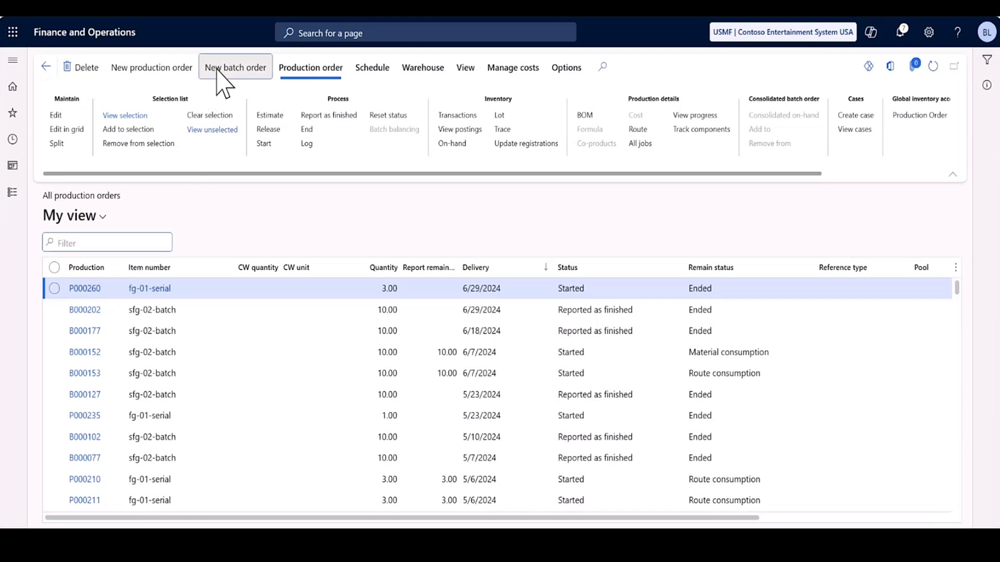 Finance and Operations
Search for a page
USMF | Contoso Entertainment System USA
7
?
BL
Delete
New production order
New batch order
Production order
Schedule
Warehouse
View
Manage costs
Options
0
Maintain
Edit
Edit in grid
Split
Selection list
View selection
Clear selection
Add to selection
View unselected
Remove from selection
Process
Estimate
Report as finished
Reset status
Release
End
Batch balancing
Start
Log
Inventory
Transactions
Lot
View postings
Trace
On-hand
Update registrations
Production details
BOM
Cost
View progress
Formula
Route
Track components
Co-products
All jobs
Consolidated batch order
Consolidated on-hand
Add to
Remove from
Cases
Create case
View cases
Global inventory acc
Production Order
All production orders
My view
Filter
Production Item number CW quantity CW unit Quantity Report remain... Delivery Status Remain status Reference type Pool
P000260 fg-01-serial 3.00 6/29/2024 Started Ended
B000202 sfg-02-batch 10.00 6/29/2024 Reported as finished Ended
B000177 sfg-02-batch 10.00 6/18/2024 Reported as finished Ended
B000152 sfg-02-batch 10.00 10.00 6/7/2024 Started Material consumption
B000153 sfg-02-batch 10.00 10.00 6/7/2024 Started Route consumption
B000127 sfg-02-batch 10.00 5/23/2024 Reported as finished Ended
P000235 fg-01-serial 1.00 5/23/2024 Started Ended
B000102 sfg-02-batch 10.00 5/10/2024 Reported as finished Ended
B000077 sfg-02-batch 10.00 5/7/2024 Reported as finished Ended
P000210 fg-01-serial 3.00 3.00 5/6/2024 Started Route consumption
P000211 fg-01-serial 3.00 3.00 5/6/2024 Started Route consumption